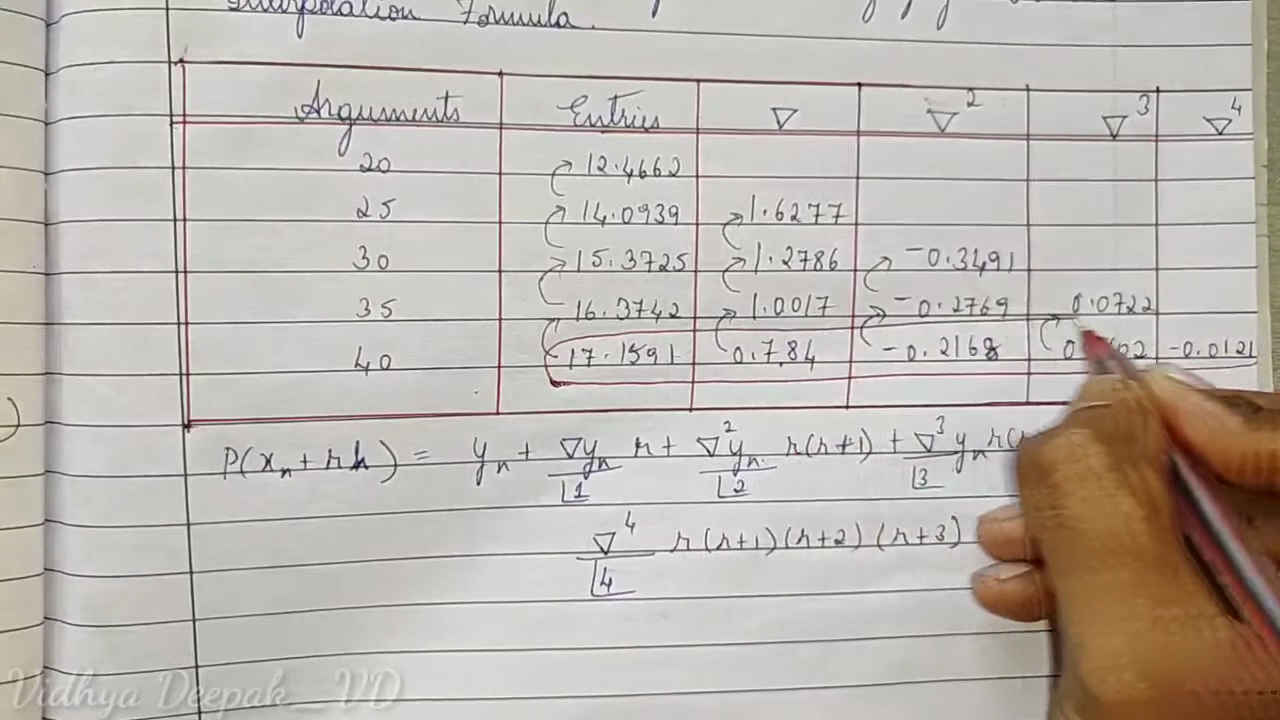 Interpolation Formula.
Arguments Entries ∇ ∇² ∇³ ∇⁴
20 12.4662
25 14.0939 1.6277
30 15.3725 1.2786 -0.3491
35 16.3742 1.0017 -0.2769 0.0722
40 17.1591 0.784 -0.2168 -0.0121
P(xₙ+rh) = yₙ + ∇yₙ/⌊1 r + ∇²yₙ/⌊2 r(r+1) + ∇³yₙ/⌊3 r(
∇⁴/⌊4 r(r+1)(r+2)(r+3)
Vidhya Deepak_VD